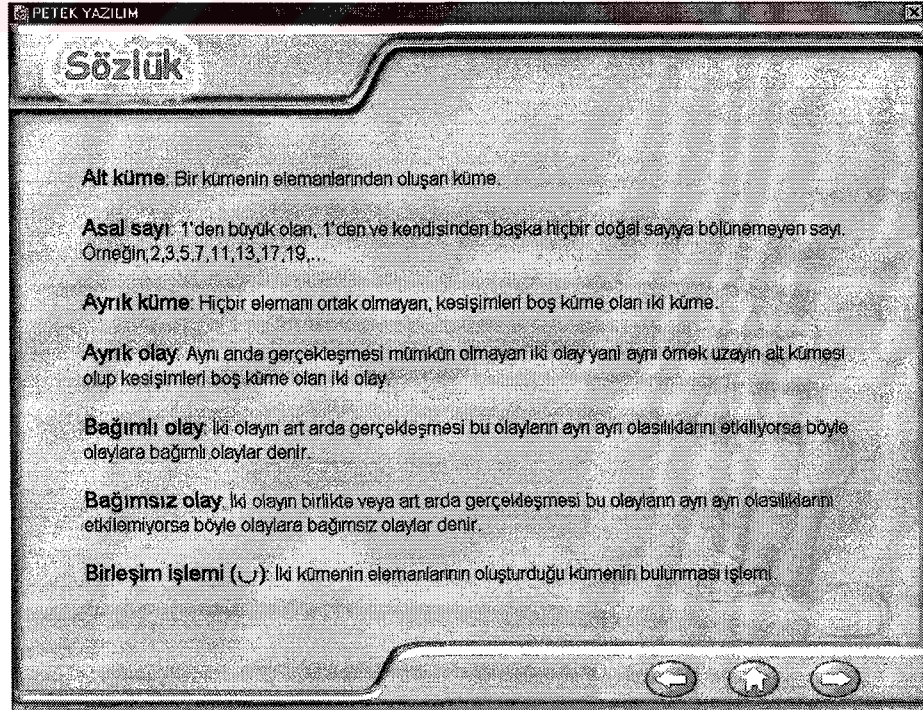 PETEK YAZILIM
Sözlük
Alt küme: Bir kümenin elemanlarından oluşan küme.
Asal sayı: 1'den büyük olan, 1'den ve kendisinden başka hiçbir doğal sayıya bölünemeyen sayı.
Örneğin,2,3,5,7,11,13,17,19,...
Ayrık küme: Hiçbir elemanı ortak olmayan, kesişimleri boş küme olan iki küme.
Ayrık olay: Aynı anda gerçekleşmesi mümkün olmayan iki olay yani aynı örnek uzayın alt kümesi
olup kesişimleri boş küme olan iki olay.
Bağımlı olay: İki olayın art arda gerçekleşmesi bu olayların ayrı ayrı olasılıklarını etkiliyorsa böyle
olaylara bağımlı olaylar denir.
Bağımsız olay: İki olayın birlikte veya art arda gerçekleşmesi bu olayların ayrı ayrı olasılıklarını
etkilemiyorsa böyle olaylara bağımsız olaylar denir.
Birleşim işlemi (∪): İki kümenin elemanlarının oluşturduğu kümenin bulunması işlemi.